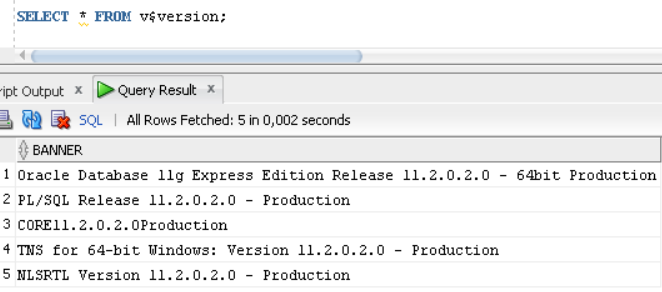 SELECT * FROM v$version;
ript Output x Query Result x
SQL | All Rows Fetched: 5 in 0,002 seconds
BANNER
1 Oracle Database 11g Express Edition Release 11.2.0.2.0 - 64bit Production
2 PL/SQL Release 11.2.0.2.0 - Production
3 CORE11.2.0.2.0Production
4 TNS for 64-bit Windows: Version 11.2.0.2.0 - Production
5 NLSRTL Version 11.2.0.2.0 - Production